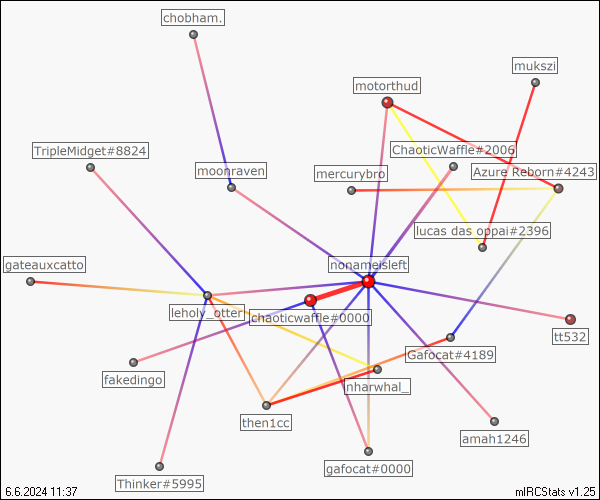 chobham.
mukszi
motorthud
ChaoticWaffle#2006
TripleMidget#8824
moonraven
mercurybro
Azure Reborn#4243
lucas das oppai#2396
nonameisleft
gateauxcatto
leholy_otter
chaoticwaffle#0000
tt532
Gafocat#4189
fakedingo
nharwhal_
then1cc
amah1246
gafocat#0000
Thinker#5995
6.6.2024 11:37
mIRCStats v1.25